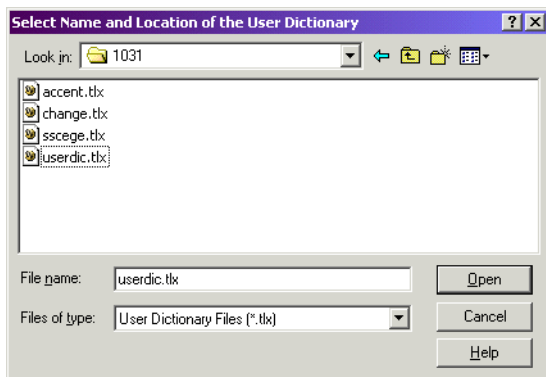 Select Name and Location of the User Dictionary
Look in: 1031
accent.tlx
change.tlx
sscege.tlx
userdic.tlx
File name: userdic.tlx Open
Files of type: User Dictionary Files (*.tlx) Cancel
Help